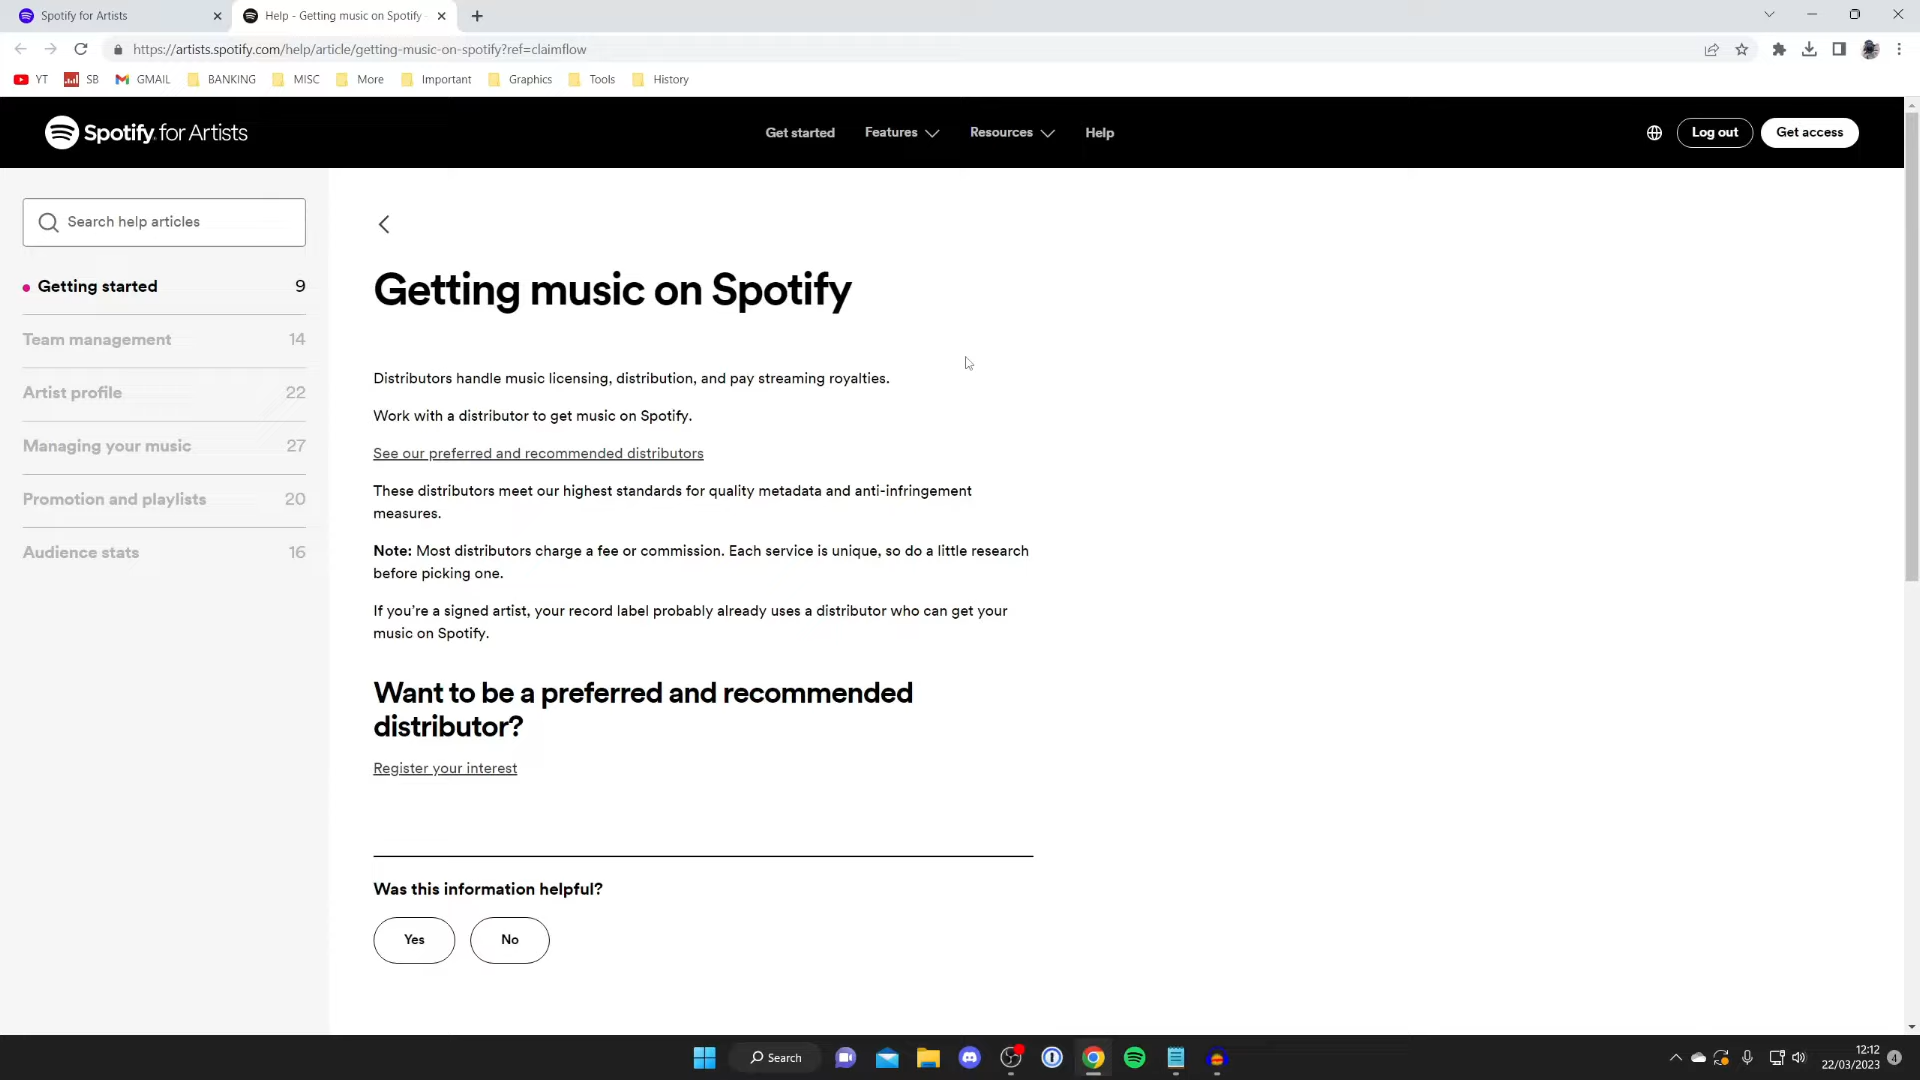 Spotify for Artists
Help - Getting music on Spotify -
https://artists.spotify.com/help/article/getting-music-on-spotify?ref=claimflow
YT
SB
GMAIL
BANKING
MISC
More
Important
Graphics
Tools
History
Spotify for Artists
Get started
Features
Resources
Help
Log out
Get access
Search help articles
Getting started 9
Team management 14
Artist profile 22
Managing your music 27
Promotion and playlists 20
Audience stats 16
Getting music on Spotify
Distributors handle music licensing, distribution, and pay streaming royalties.
Work with a distributor to get music on Spotify.
See our preferred and recommended distributors
These distributors meet our highest standards for quality metadata and anti-infringement
measures.
Note: Most distributors charge a fee or commission. Each service is unique, so do a little research
before picking one.
If you’re a signed artist, your record label probably already uses a distributor who can get your
music on Spotify.
Want to be a preferred and recommended
distributor?
Register your interest
Was this information helpful?
Yes
No
Search
12:12
22/03/2023
4